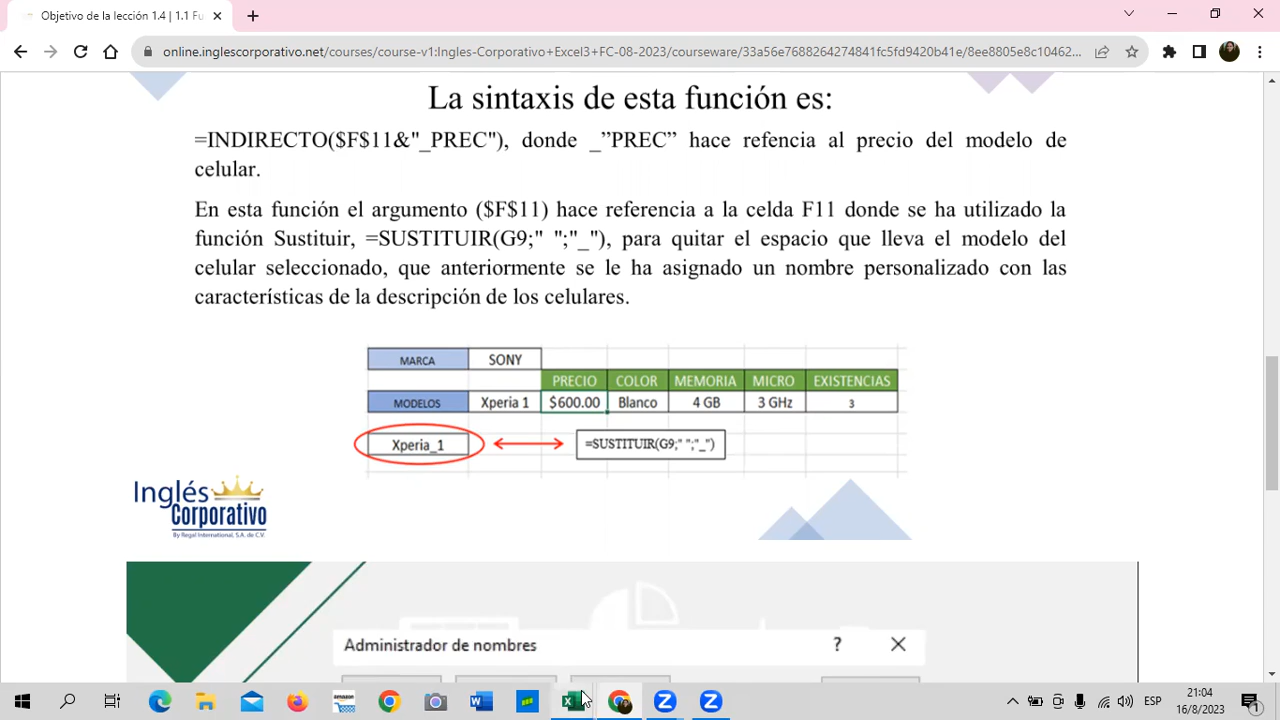 Objetivo de la lección 1.4 | 1.1 Fu
online.inglescorporativo.net/courses/course-v1:Ingles-Corporativo+Excel3+FC-08-2023/courseware/33a56e7688264274841fc5fd9420b41e/8ee8805e8c10462...
La sintaxis de esta función es:
=INDIRECTO($F$11&"_PREC"), donde _”PREC” hace refencia al precio del modelo de
celular.
En esta función el argumento ($F$11) hace referencia a la celda F11 donde se ha utilizado la
función Sustituir, =SUSTITUIR(G9;" ";"_"), para quitar el espacio que lleva el modelo del
celular seleccionado, que anteriormente se le ha asignado un nombre personalizado con las
características de la descripción de los celulares.
MARCA SONY
PRECIO COLOR MEMORIA MICRO EXISTENCIAS
MODELOS Xperia 1 $600.00 Blanco 4 GB 3 GHz 3
Xperia_1 =SUSTITUIR(G9;" ";"_")
Inglés
Corporativo
By Regal International, S.A. de C.V.
Administrador de nombres ?
amazon
ESP
21:04
16/8/2023